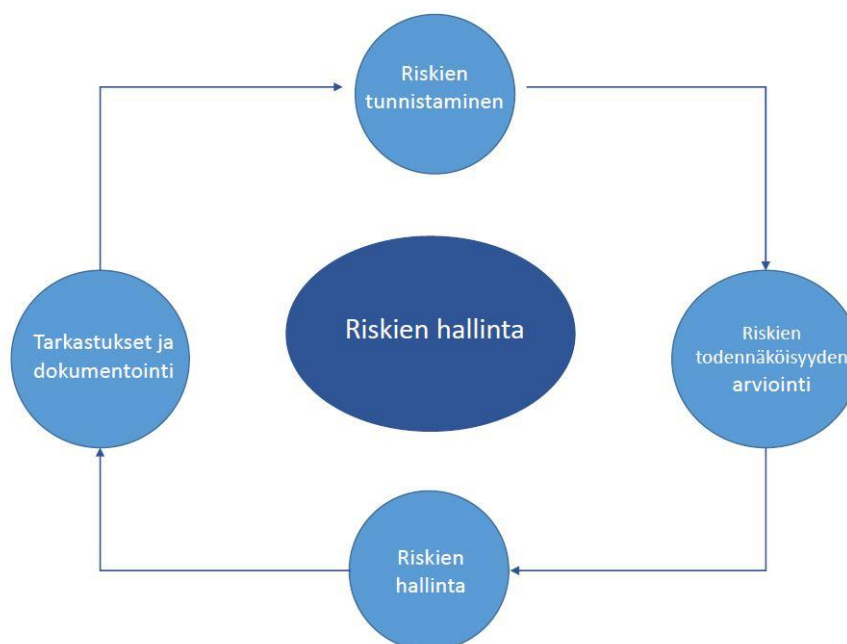 Riskien
tunnistaminen
Riskien hallinta
Tarkastukset ja
dokumentointi
Riskien
todennäköisyyden
arviointi
Riskien
hallinta